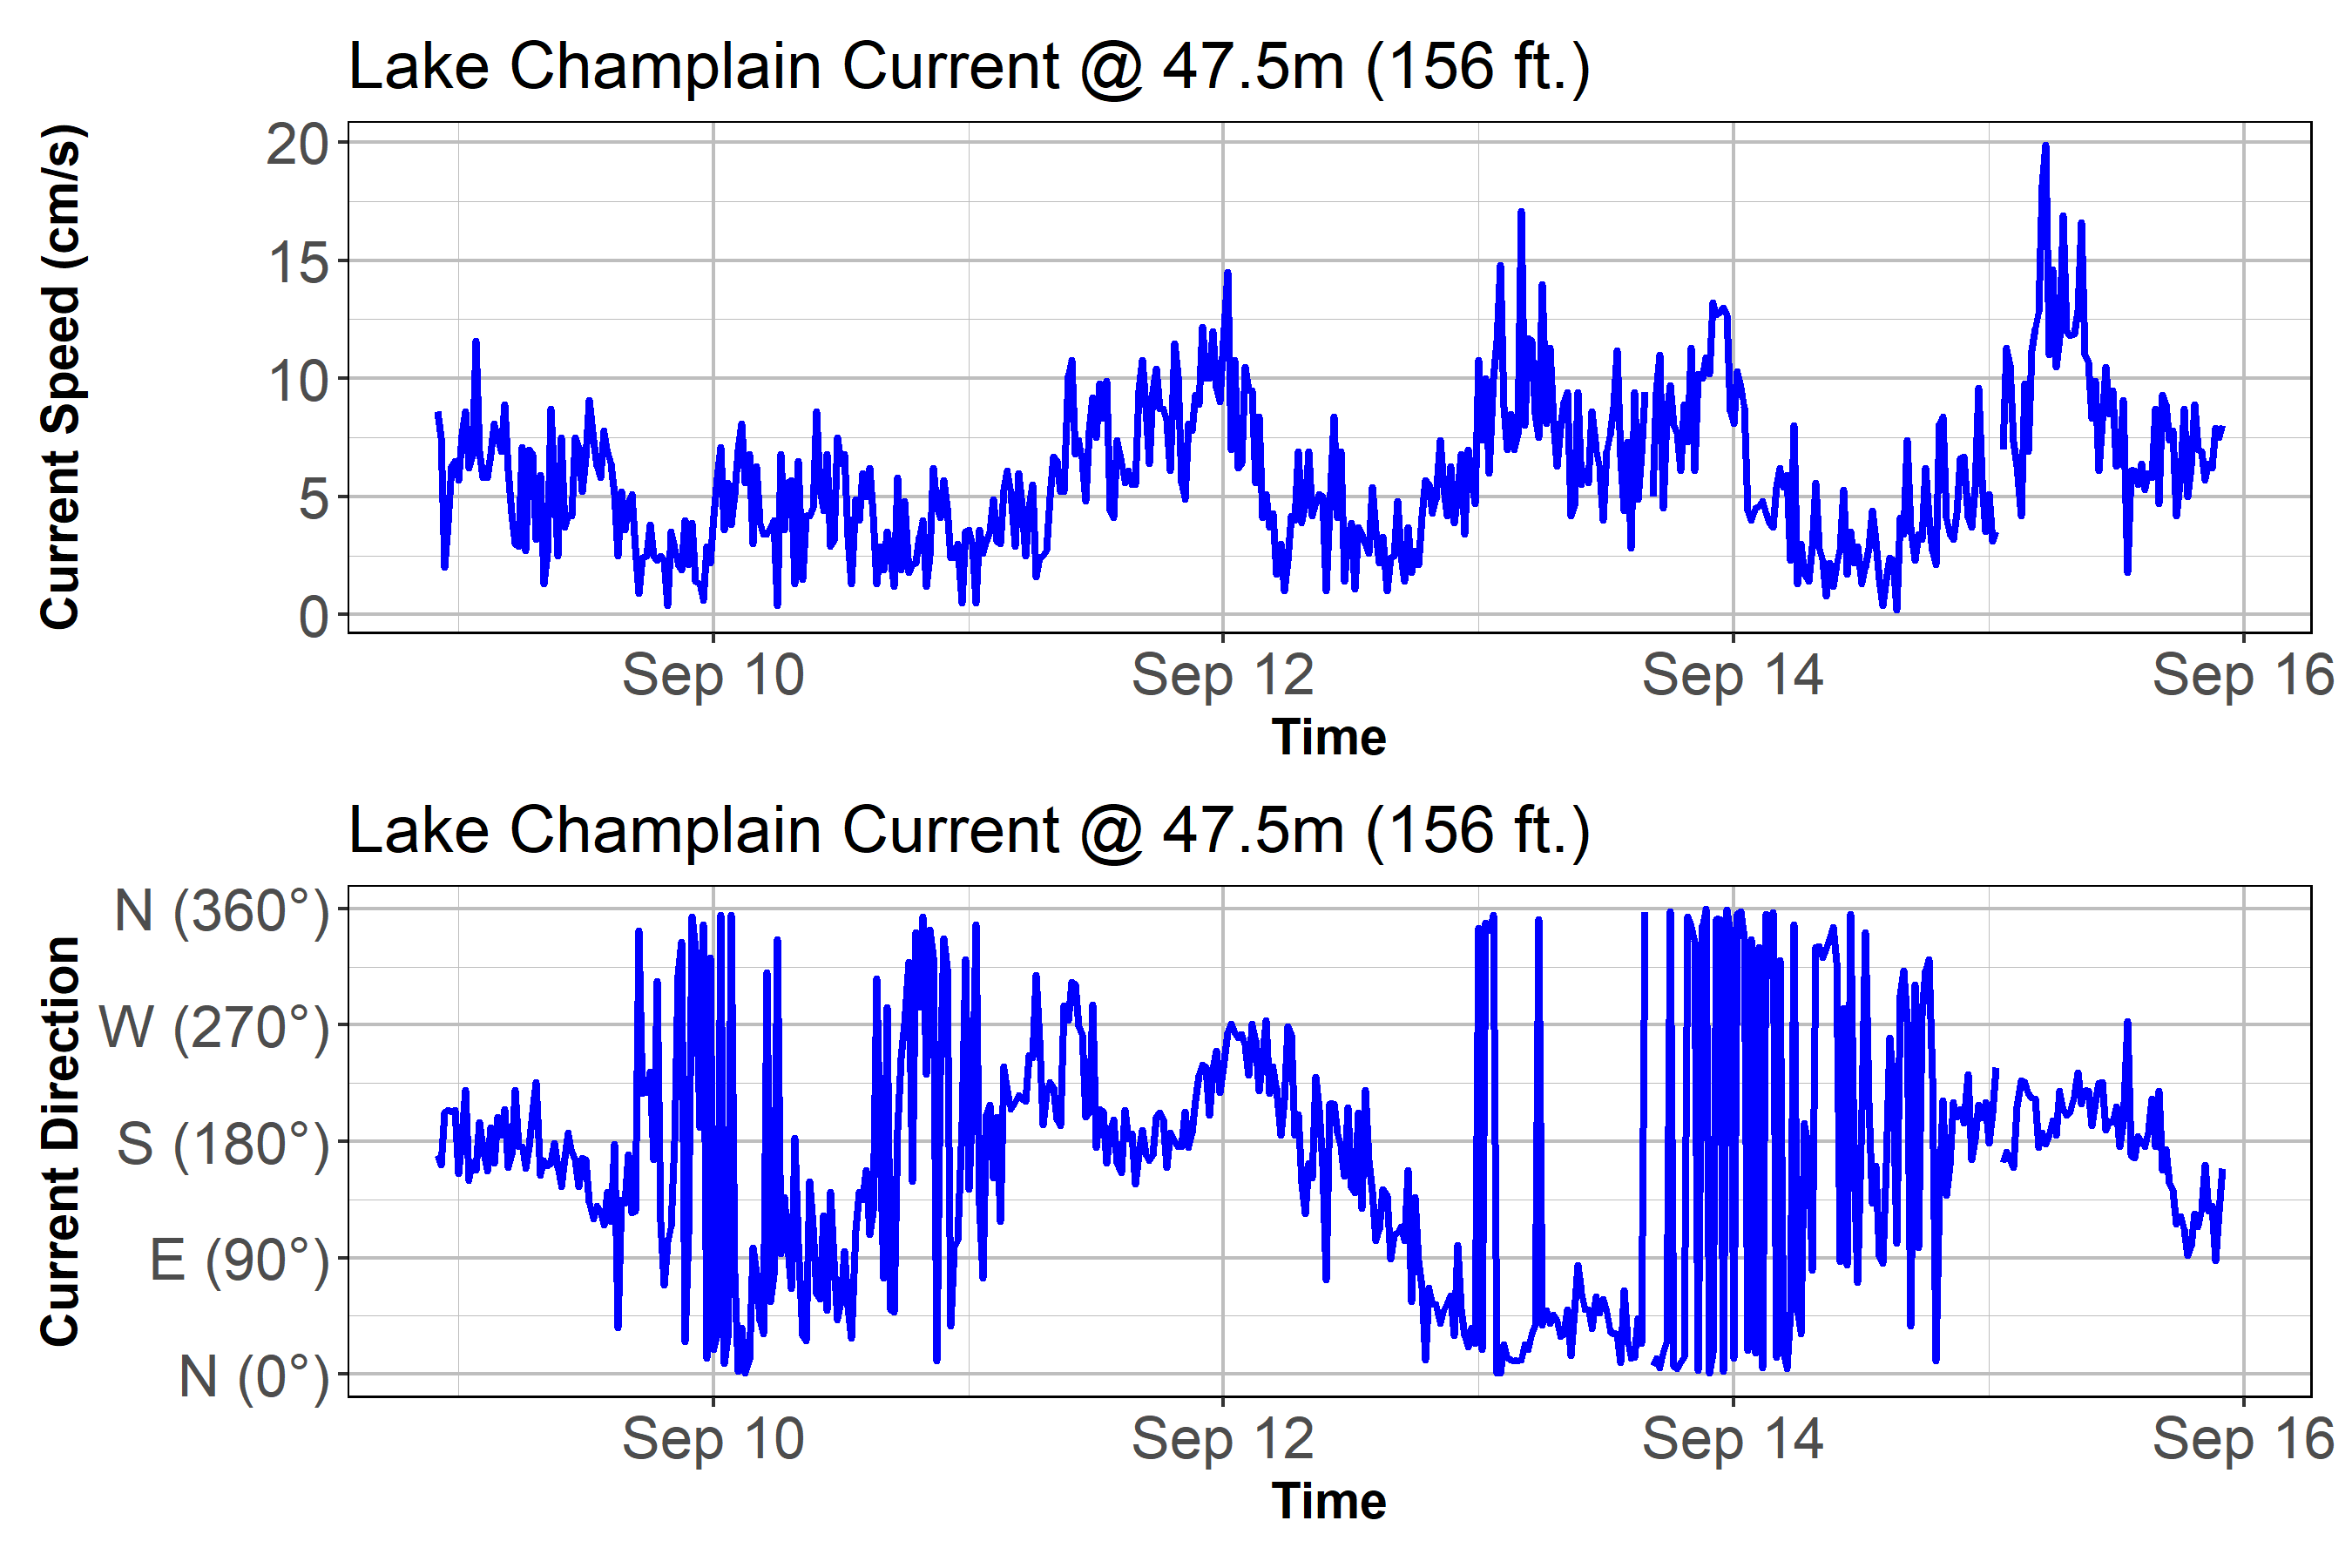 Lake Champlain Current @ 47.5m (156 ft.)
Current Speed (cm/s)
20
15
10
5
0
Sep 10 Sep 12 Sep 14 Sep 16
Time
Lake Champlain Current @ 47.5m (156 ft.)
Current Direction
N (360°)
W (270°)
S (180°)
E (90°)
N (0°)
Sep 10 Sep 12 Sep 14 Sep 16
Time